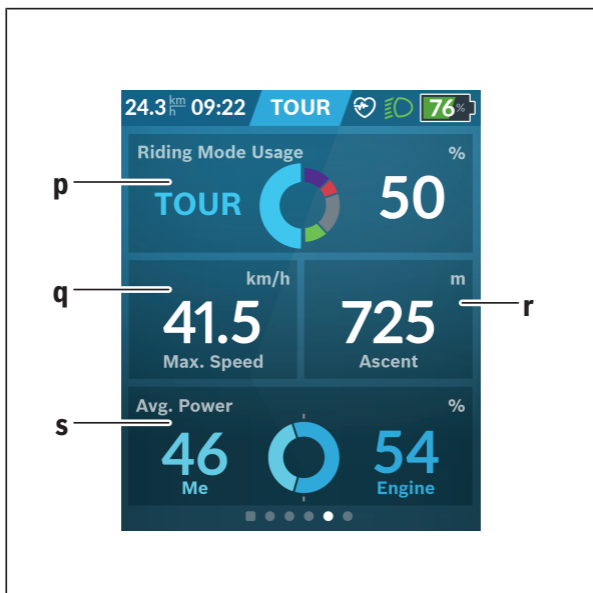 24.3 km/h 09:22 TOUR 76%
Riding Mode Usage %
p
TOUR 50
km/h m
q
41.5 725
r
Max. Speed Ascent
Avg. Power %
s
46 54
Me Engine